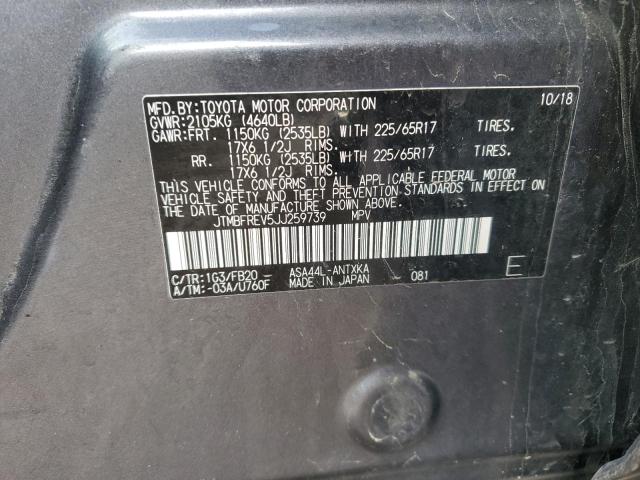 MFD. BY: TOYOTA MOTOR CORPORATION 10/18
GVWR: 2105KG (4640LB)
GAWR: FRT. 1150KG (2535LB) WITH 225/65R17 TIRES.
17X6 1/2J RIMS.
RR. 1150KG (2535LB) WITH 225/65R17 TIRES.
17X6 1/2J RIMS.
THIS VEHICLE CONFORMS TO ALL APPLICABLE FEDERAL MOTOR
VEHICLE SAFETY AND THEFT PREVENTION STANDARDS IN EFFECT ON
THE DATE OF MANUFACTURE SHOWN ABOVE.
JTMBFREV5JJ259739 MPV
C/TR: 1G3/FB20 ASA44L-ANTXKA E
A/TM: -03A/U760F MADE IN JAPAN 081